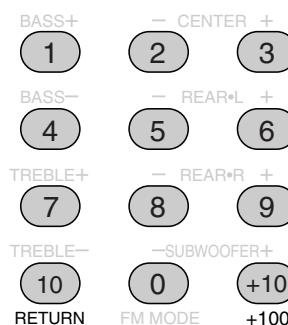 BASS+ − CENTER +
1 2 3
BASS− − REAR•L +
4 5 6
TREBLE+ − REAR•R +
7 8 9
TREBLE− −SUBWOOFER+
10 0 +10
RETURN FM MODE +100